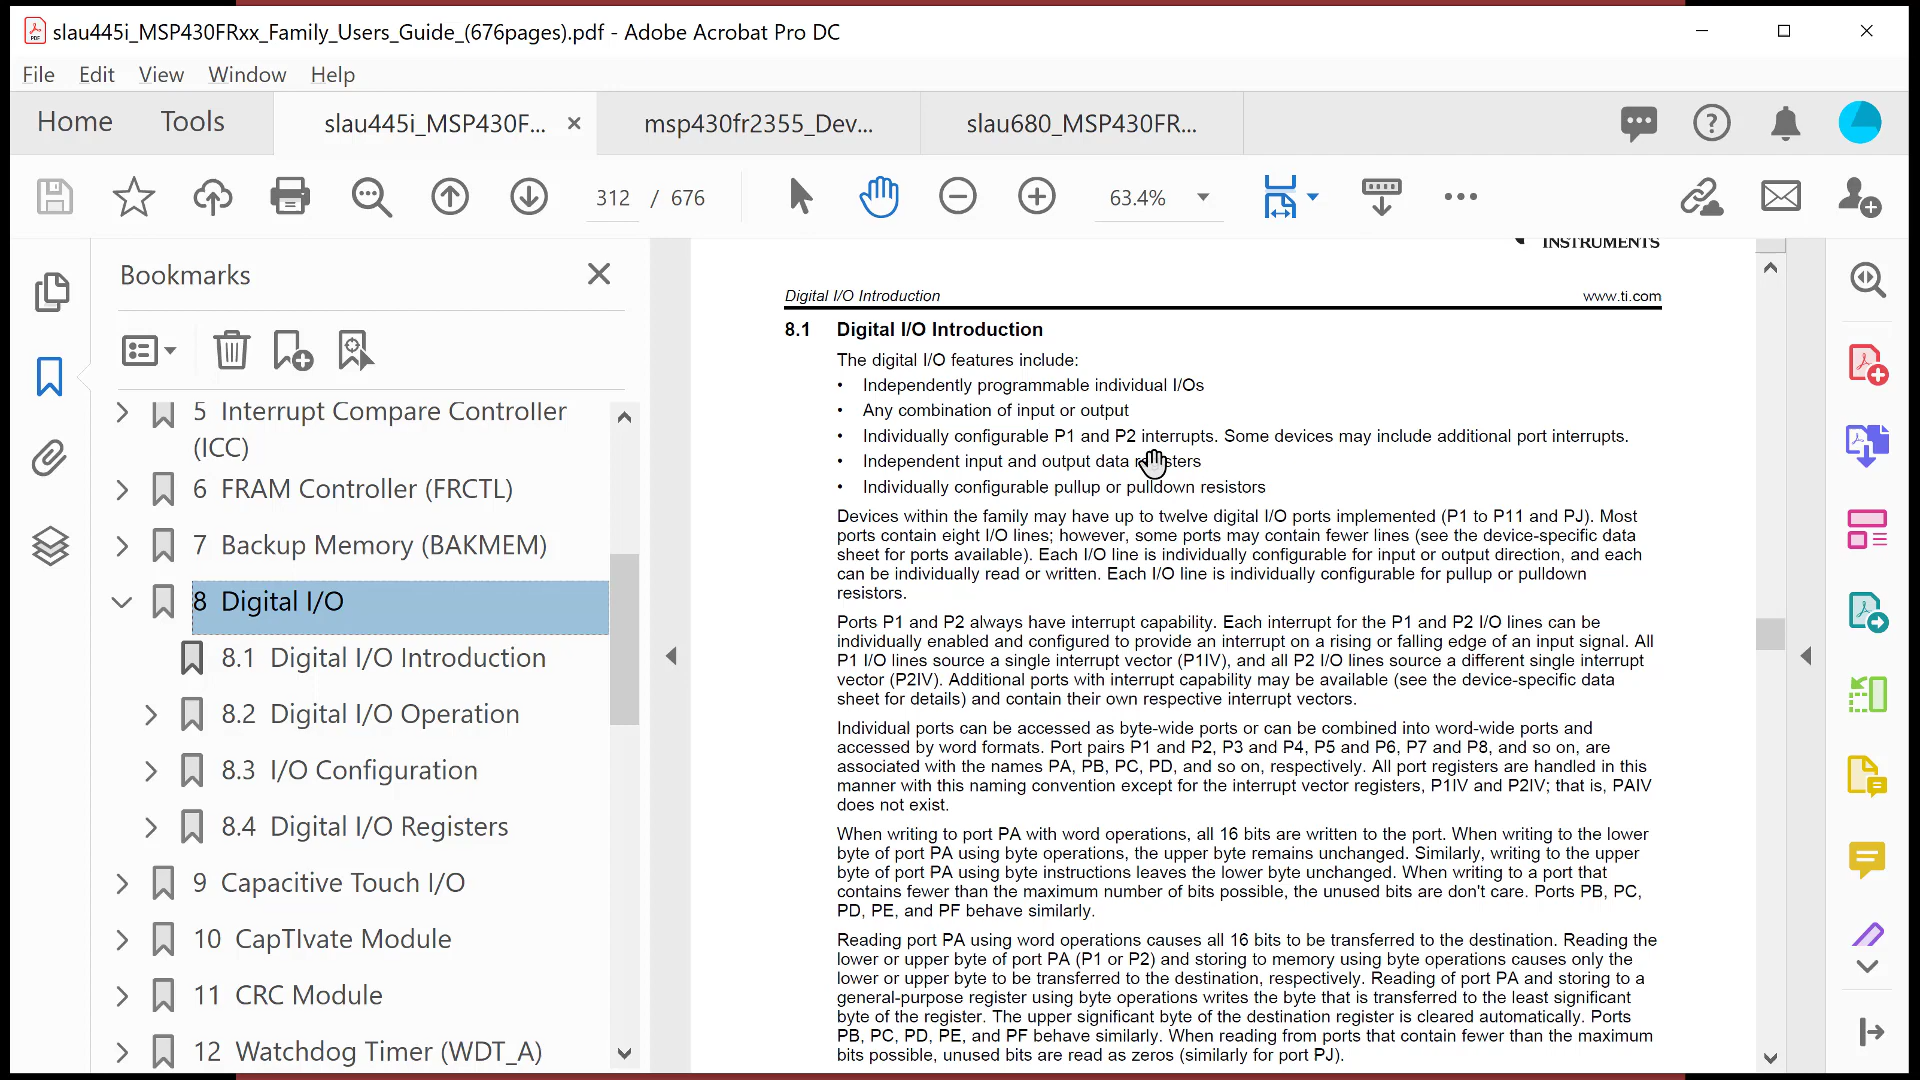 slau445i_MSP430FRxx_Family_Users_Guide_(676pages).pdf - Adobe Acrobat Pro DC
File Edit View Window Help
Home Tools slau445i_MSP430F... msp430fr2355_Dev... slau680_MSP430FR...
312 / 676 63.4%
Bookmarks
5 Interrupt Compare Controller
(ICC)
6 FRAM Controller (FRCTL)
7 Backup Memory (BAKMEM)
8 Digital I/O
8.1 Digital I/O Introduction
8.2 Digital I/O Operation
8.3 I/O Configuration
8.4 Digital I/O Registers
9 Capacitive Touch I/O
10 CapTIvate Module
11 CRC Module
12 Watchdog Timer (WDT_A)
INSTRUMENTS
Digital I/O Introduction www.ti.com
8.1 Digital I/O Introduction
The digital I/O features include:
• Independently programmable individual I/Os
• Any combination of input or output
• Individually configurable P1 and P2 interrupts. Some devices may include additional port interrupts.
• Independent input and output data registers
• Individually configurable pullup or pulldown resistors
Devices within the family may have up to twelve digital I/O ports implemented (P1 to P11 and PJ). Most
ports contain eight I/O lines; however, some ports may contain fewer lines (see the device-specific data
sheet for ports available). Each I/O line is individually configurable for input or output direction, and each
can be individually read or written. Each I/O line is individually configurable for pullup or pulldown
resistors.
Ports P1 and P2 always have interrupt capability. Each interrupt for the P1 and P2 I/O lines can be
individually enabled and configured to provide an interrupt on a rising or falling edge of an input signal. All
P1 I/O lines source a single interrupt vector (P1IV), and all P2 I/O lines source a different single interrupt
vector (P2IV). Additional ports with interrupt capability may be available (see the device-specific data
sheet for details) and contain their own respective interrupt vectors.
Individual ports can be accessed as byte-wide ports or can be combined into word-wide ports and
accessed by word formats. Port pairs P1 and P2, P3 and P4, P5 and P6, P7 and P8, and so on, are
associated with the names PA, PB, PC, PD, and so on, respectively. All port registers are handled in this
manner with this naming convention except for the interrupt vector registers, P1IV and P2IV; that is, PAIV
does not exist.
When writing to port PA with word operations, all 16 bits are written to the port. When writing to the lower
byte of port PA using byte operations, the upper byte remains unchanged. Similarly, writing to the upper
byte of port PA using byte instructions leaves the lower byte unchanged. When writing to a port that
contains fewer than the maximum number of bits possible, the unused bits are don't care. Ports PB, PC,
PD, PE, and PF behave similarly.
Reading port PA using word operations causes all 16 bits to be transferred to the destination. Reading the
lower or upper byte of port PA (P1 or P2) and storing to memory using byte operations causes only the
lower or upper byte to be transferred to the destination, respectively. Reading of port PA and storing to a
general-purpose register using byte operations writes the byte that is transferred to the least significant
byte of the register. The upper significant byte of the destination register is cleared automatically. Ports
PB, PC, PD, PE, and PF behave similarly. When reading from ports that contain fewer than the maximum
bits possible, unused bits are read as zeros (similarly for port PJ).